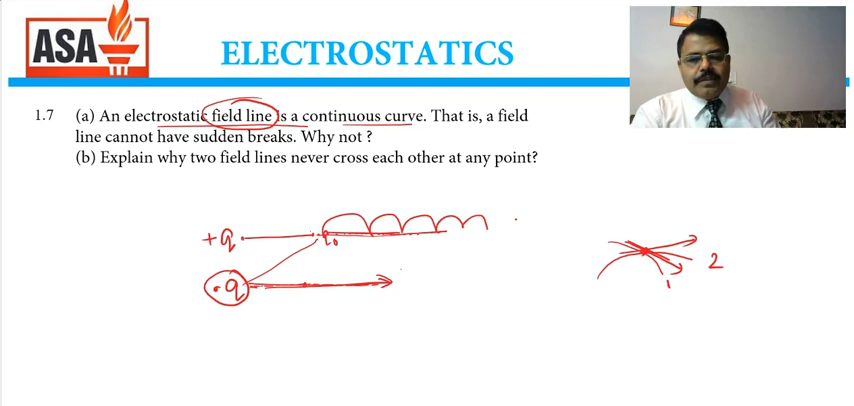 ASA
ELECTROSTATICS
1.7 (a) An electrostatic field line is a continuous curve. That is, a field
line cannot have sudden breaks. Why not ?
(b) Explain why two field lines never cross each other at any point?
+q
q₀
q
1
2